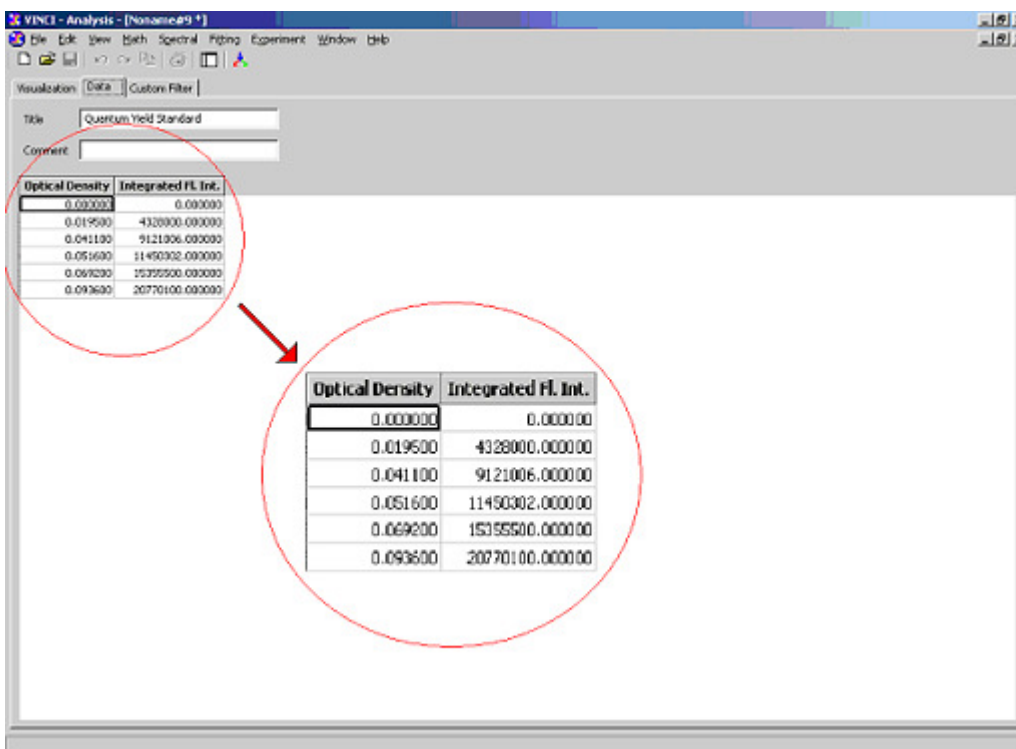 VINCI - Analysis - [Noname#9 *]
File Edit View Math Spectral Fitting Experiment Window Help
Visualization Data Custom Filter
Title Quantum Yield Standard
Comment
Optical Density Integrated Fl. Int.
0.000000 0.000000
0.019500 4328000.000000
0.041100 9121006.000000
0.051600 11450302.000000
0.069200 15355500.000000
0.093600 20770100.000000
Optical Density Integrated Fl. Int.
0.000000 0.000000
0.019500 4328000.000000
0.041100 9121006.000000
0.051600 11450302.000000
0.069200 15355500.000000
0.093600 20770100.000000